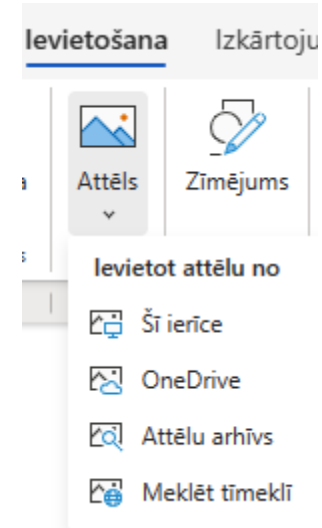 Ievietošana Izkārtoju
Attēls Zīmējums
Ievietot attēlu no
Šī ierīce
OneDrive
Attēlu arhīvs
Meklēt tīmeklī